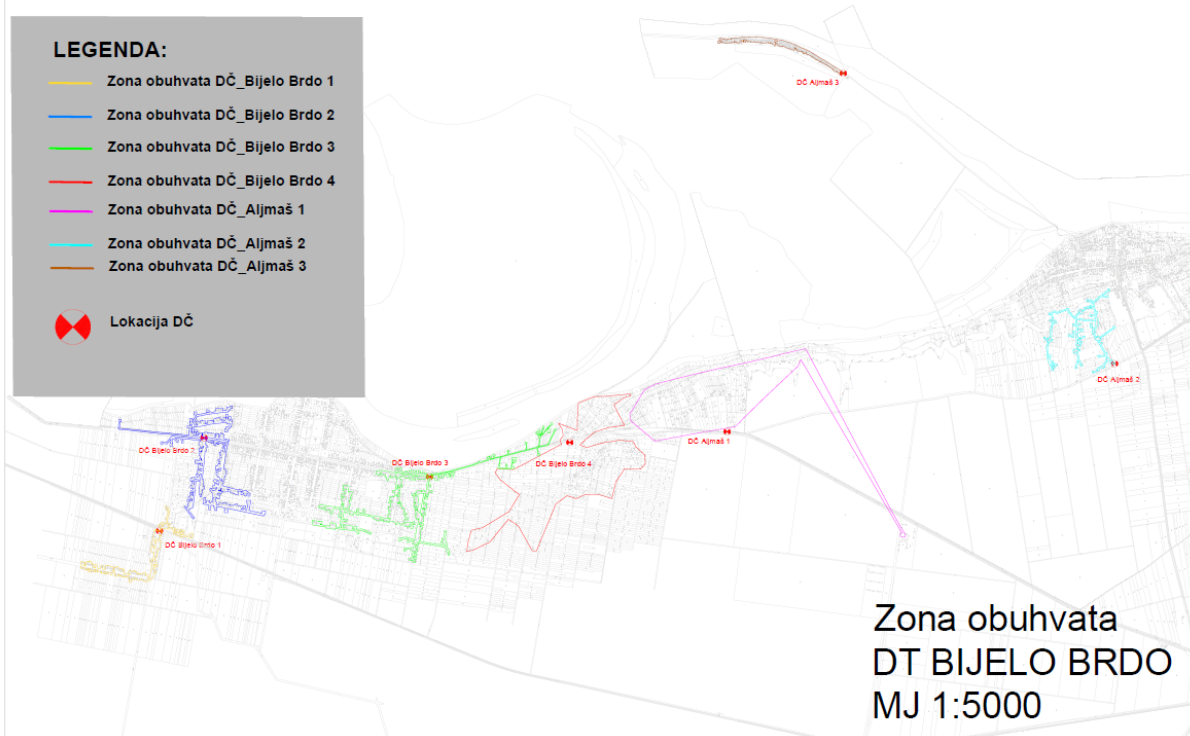 LEGENDA:
Zona obuhvata DČ_Bijelo Brdo 1
Zona obuhvata DČ_Bijelo Brdo 2
Zona obuhvata DČ_Bijelo Brdo 3
Zona obuhvata DČ_Bijelo Brdo 4
Zona obuhvata DČ_Aljmaš 1
Zona obuhvata DČ_Aljmaš 2
Zona obuhvata DČ_Aljmaš 3
Lokacija DČ
DČ Aljmaš 3
DČ Aljmaš 2
DČ Aljmaš 1
DČ Bijelo Brdo 2
DČ Bijelo Brdo 3
DČ Bijelo Brdo 4
DČ Bijelo Brdo 1
Zona obuhvata
DT BIJELO BRDO
MJ 1:5000